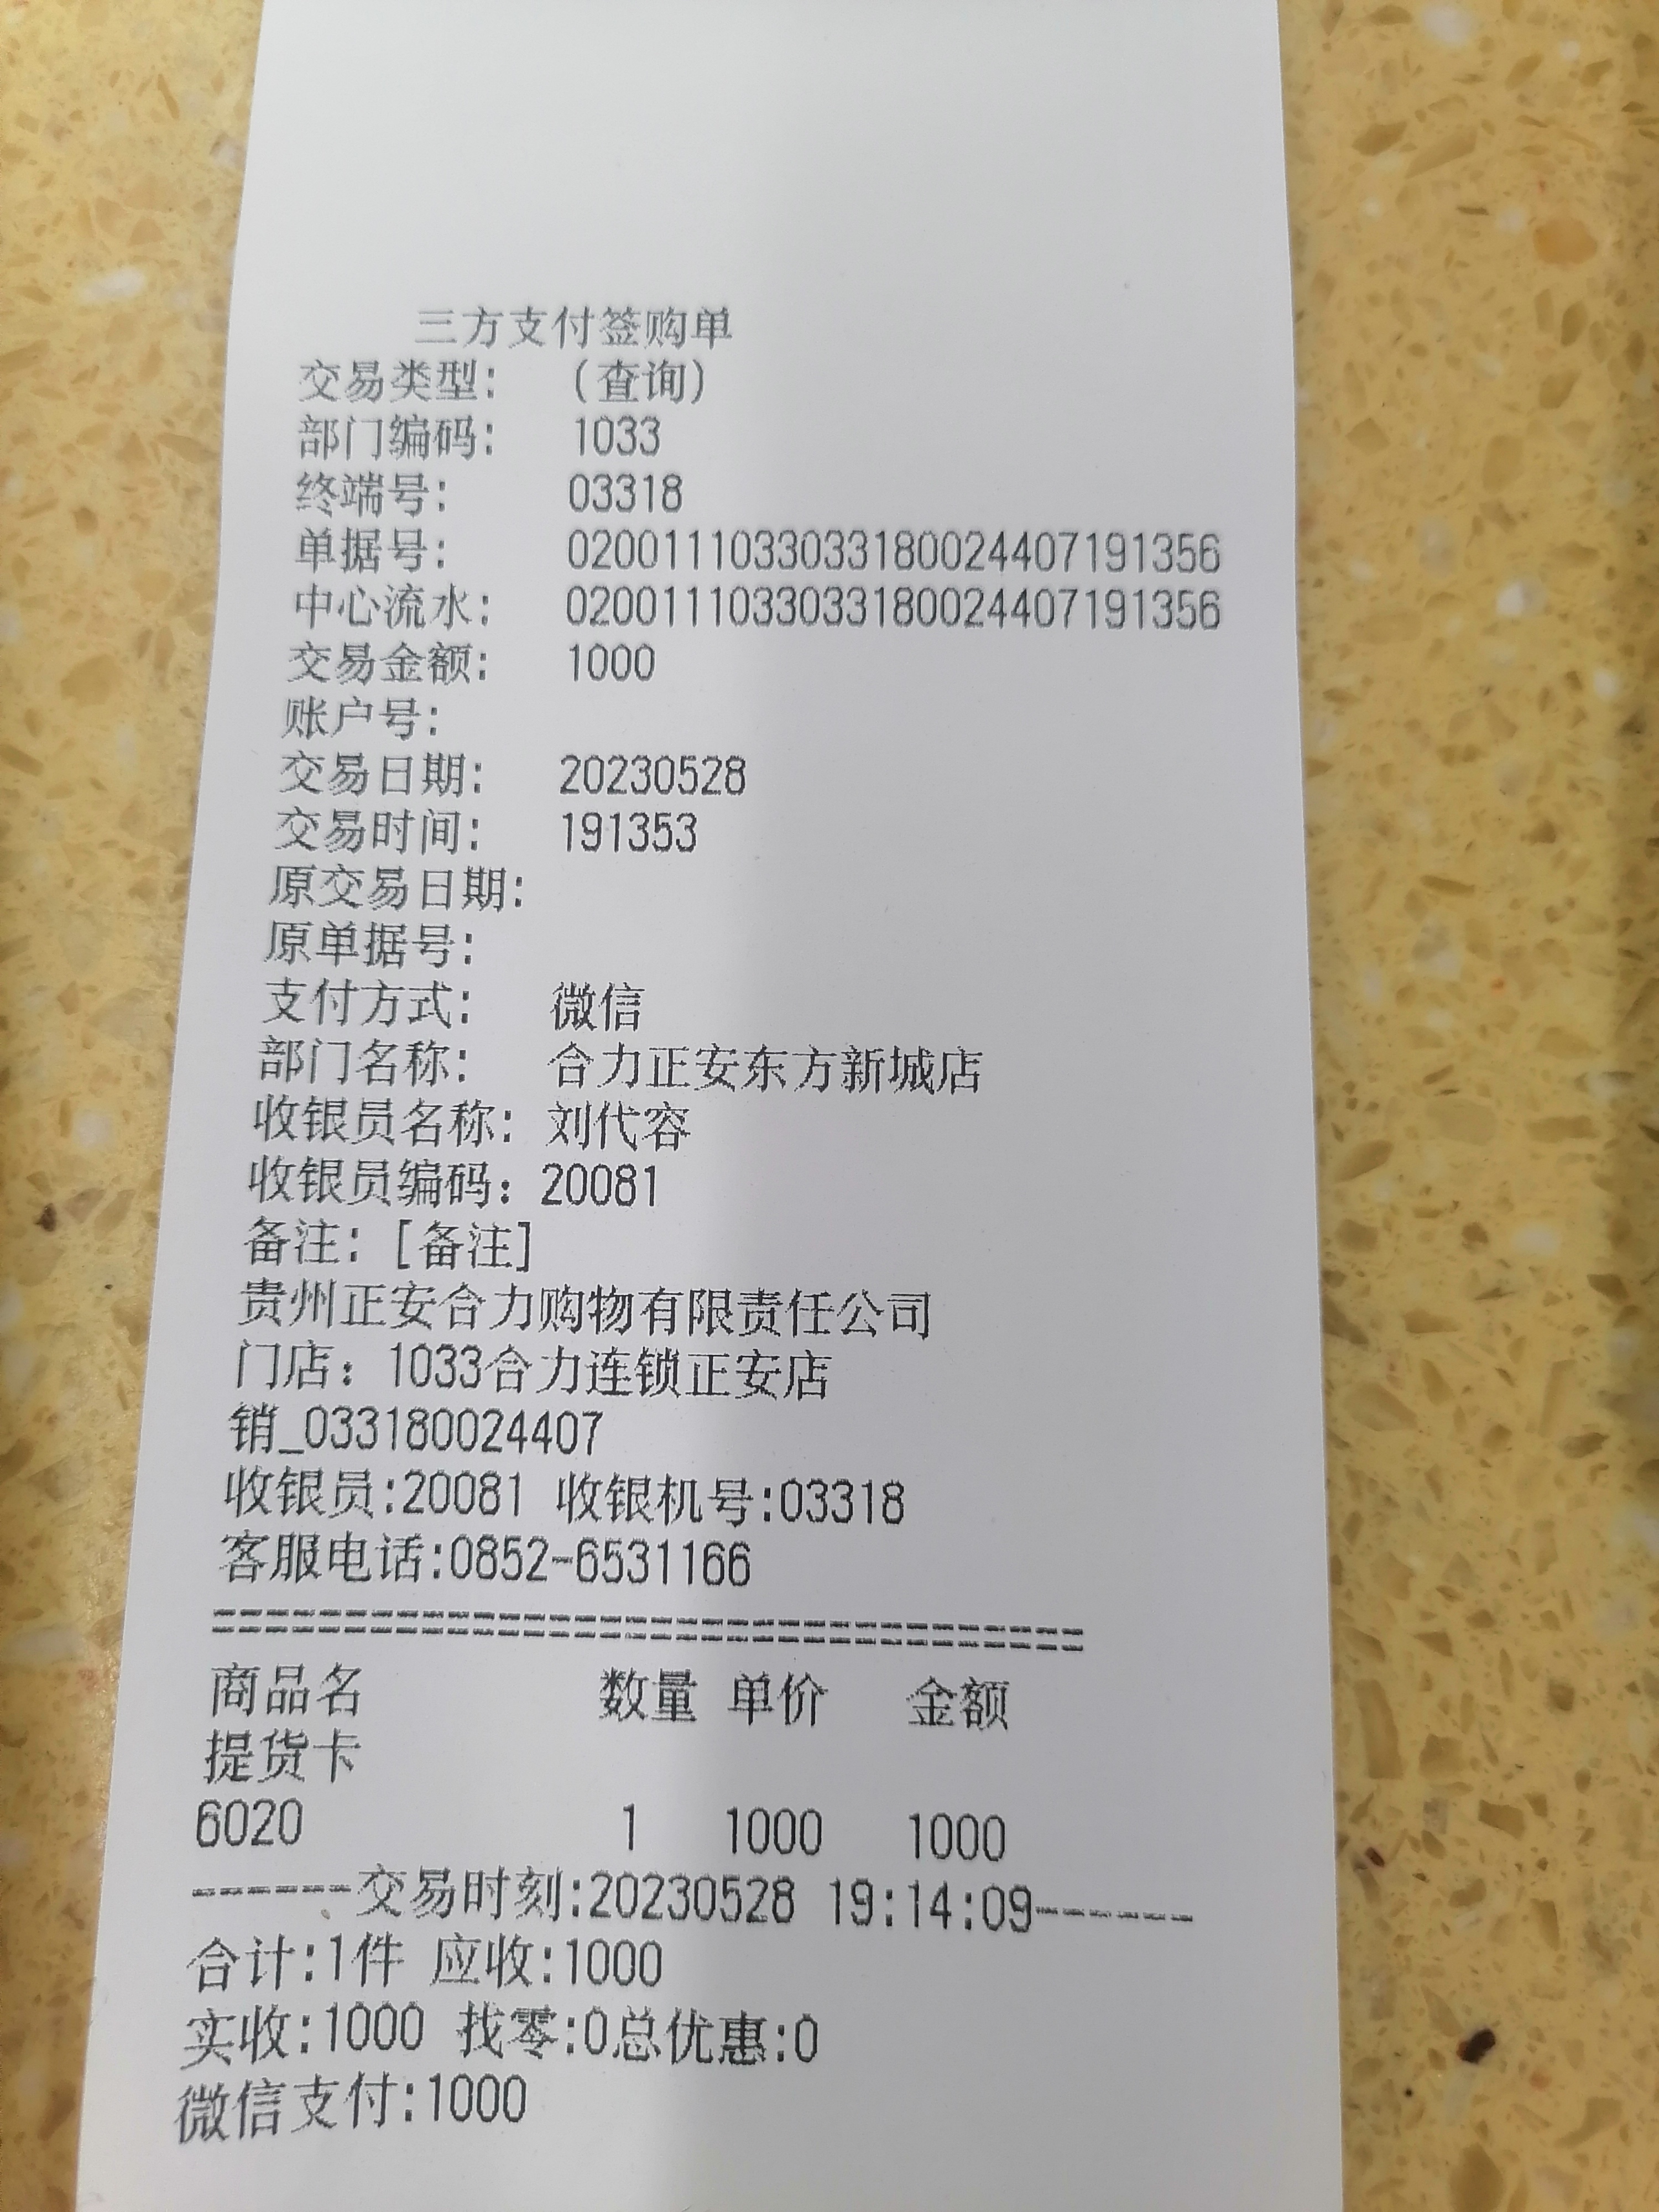 三方支付签购单
交易类型： （查询）
部门编码： 1033
终端号： 03318
单据号： 0200111033033180024407191356
中心流水： 0200111033033180024407191356
交易金额： 1000
账户号：
交易日期： 20230528
交易时间： 191353
原交易日期：
原单据号：
支付方式： 微信
部门名称： 合力正安东方新城店
收银员名称： 刘代容
收银员编码：20081
备注：[备注]
贵州正安合力购物有限责任公司
门店：1033合力连锁正安店
销_033180024407
收银员:20081 收银机号:03318
客服电话:0852-6531166
==================================
商品名 数量 单价 金额
提货卡
6020 1 1000 1000
------交易时刻:20230528 19:14:09------
合计:1件 应收:1000
实收:1000 找零:0总优惠:0
微信支付:1000